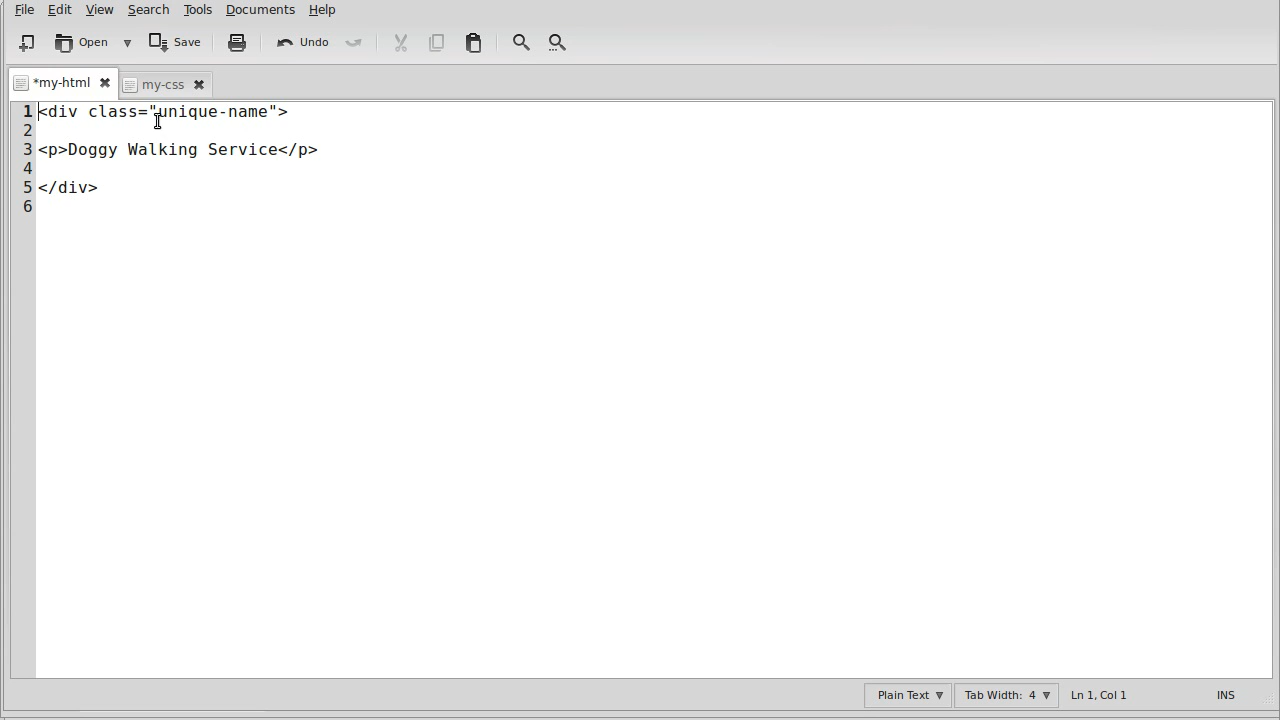 File Edit View Search Tools Documents Help
Open Save Undo
*my-html my-css
1 <div class="unique-name">
2
3 <p>Doggy Walking Service</p>
4
5 </div>
6
Plain Text Tab Width: 4 Ln 1, Col 1 INS